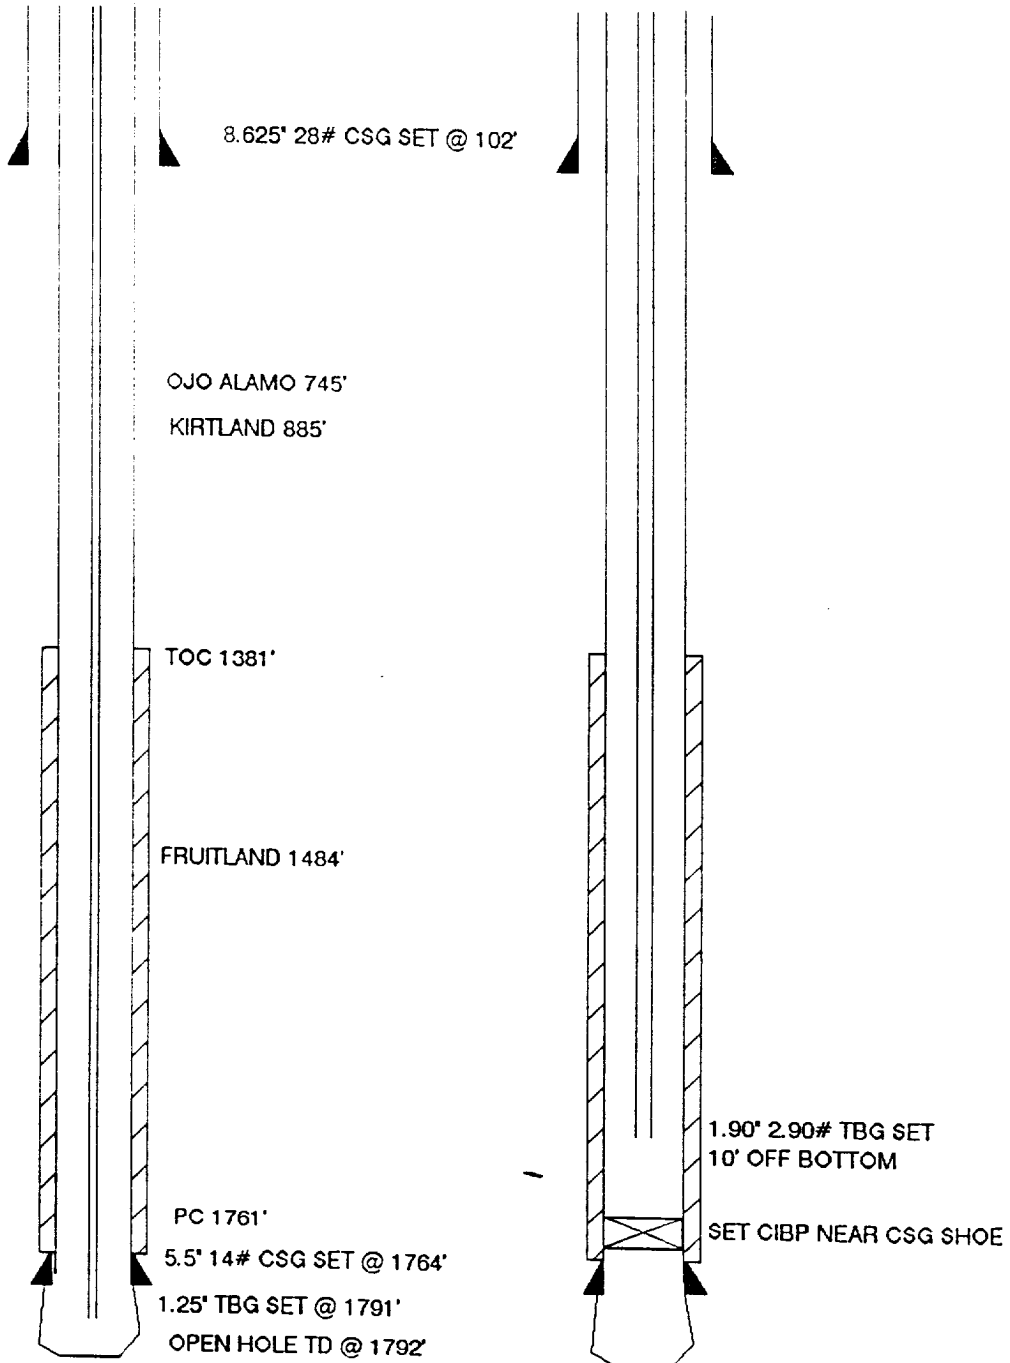 8.625" 28# CSG SET @ 102'
OJO ALAMO 745'
KIRTLAND 885'
TOC 1381'
FRUITLAND 1484'
1.90" 2.90# TBG SET
10' OFF BOTTOM
PC 1761'
SET CIBP NEAR CSG SHOE
5.5" 14# CSG SET @ 1764'
1.25" TBG SET @ 1791'
OPEN HOLE TD @ 1792'